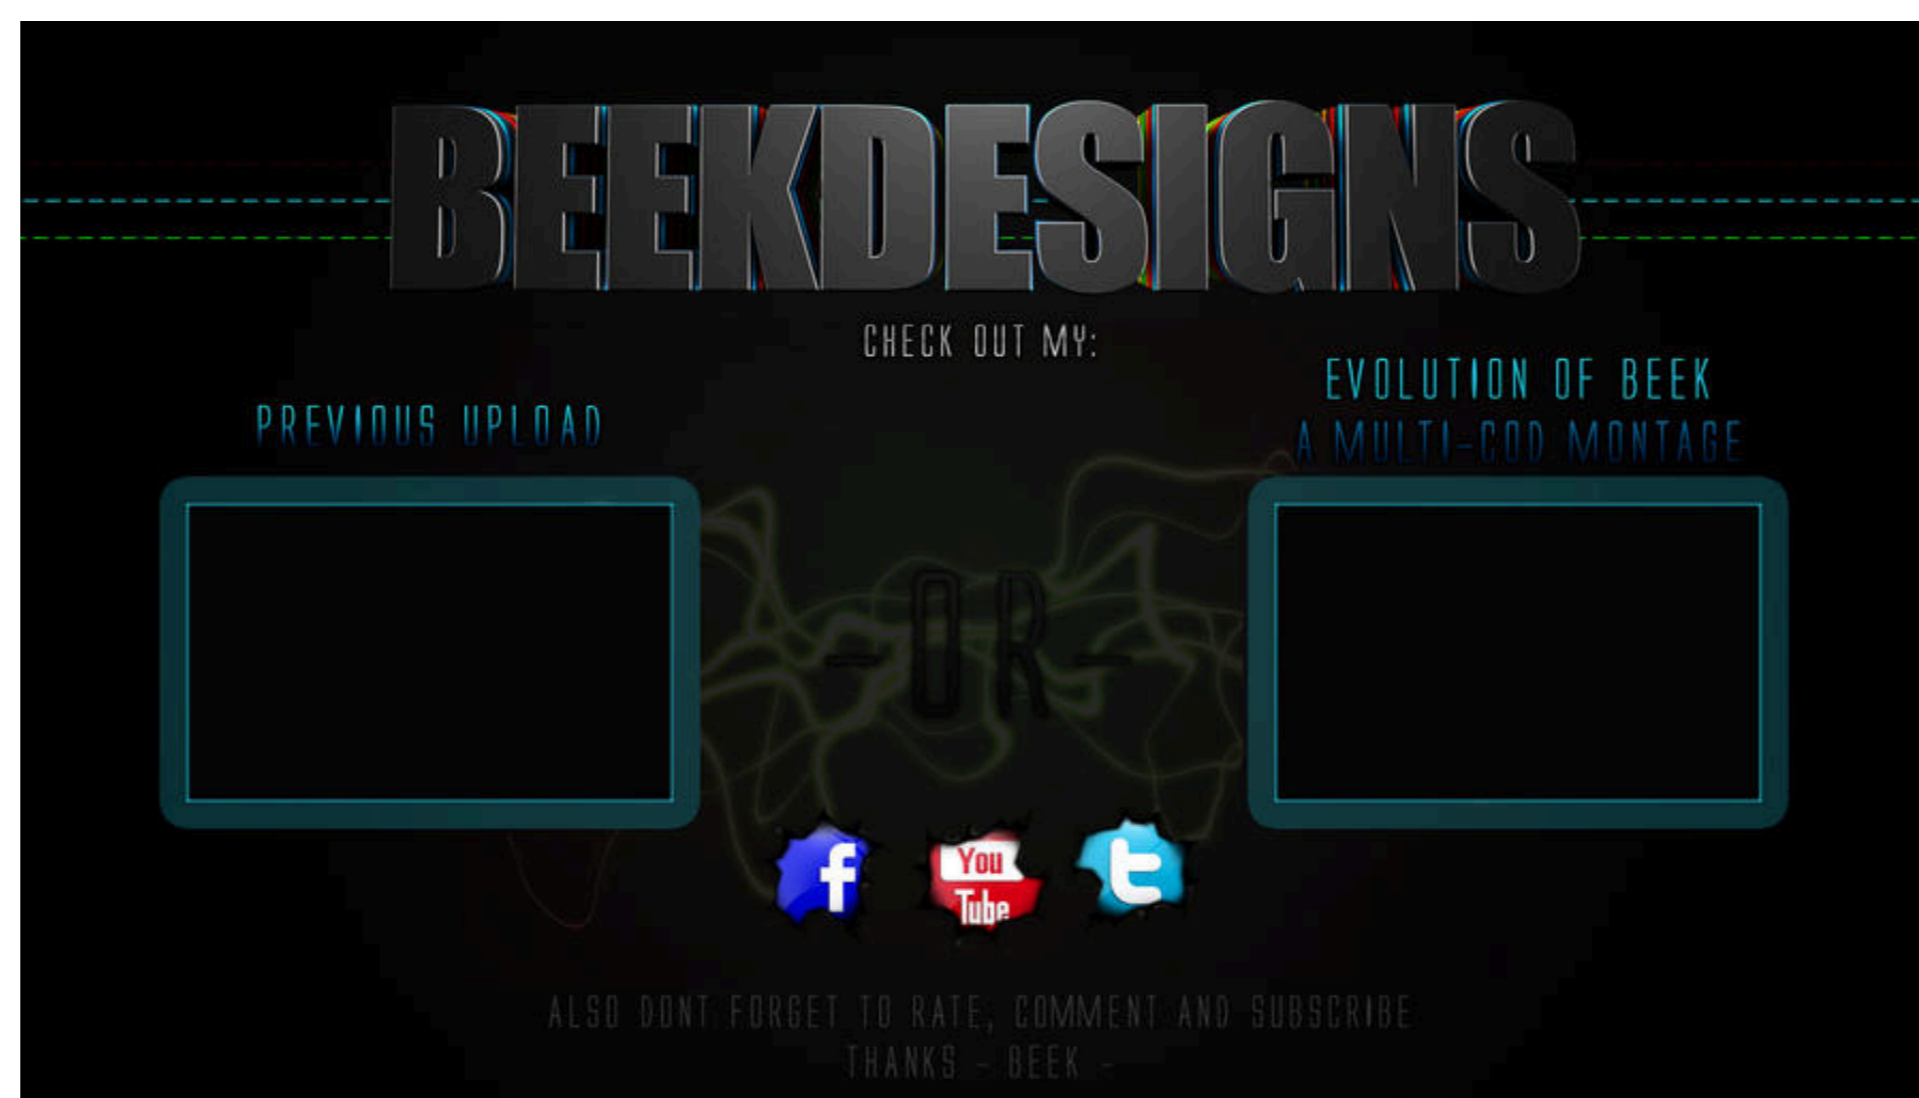 BEEKDESIGNS
CHECK OUT MY:
PREVIOUS UPLOAD
EVOLUTION OF BEEK
A MULTI-COD MONTAGE
-OR-
f
You
Tube
t
ALSO DONT FORGET TO RATE, COMMENT AND SUBSCRIBE
THANKS - BEEK -